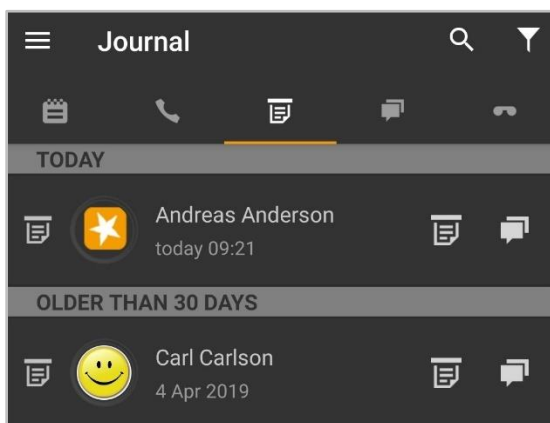 Journal
TODAY
Andreas Anderson
today 09:21
OLDER THAN 30 DAYS
Carl Carlson
4 Apr 2019